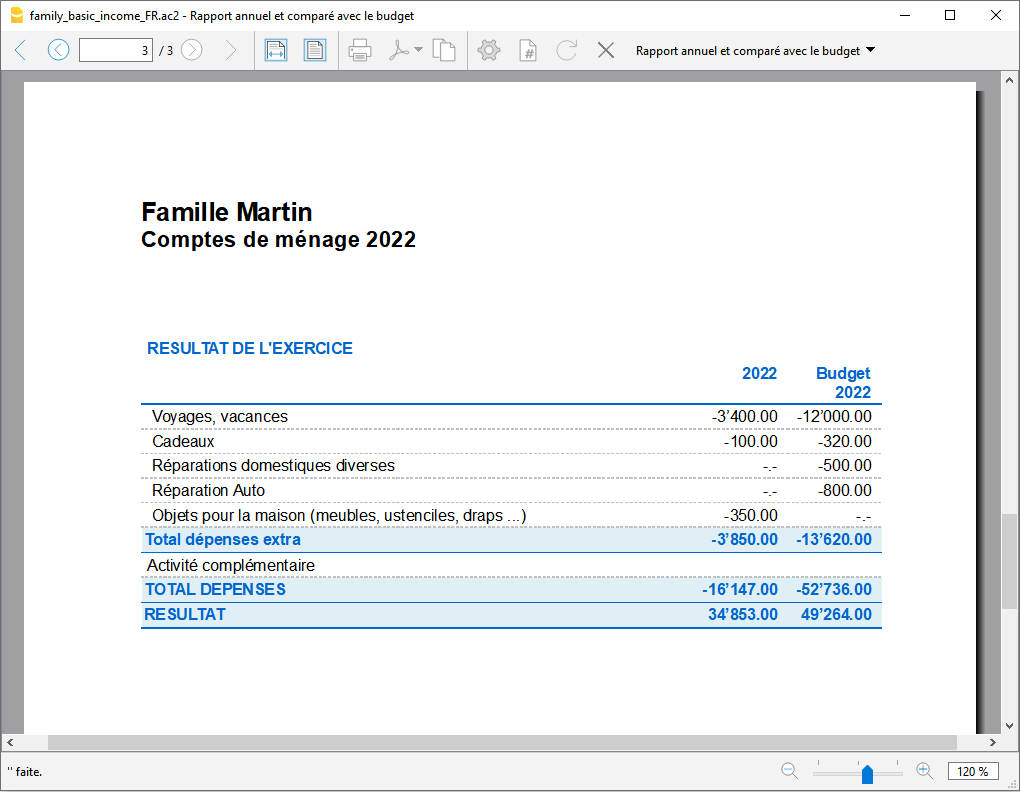 family_basic_income_FR.ac2 - Rapport annuel et comparé avec le budget
3 / 3 Rapport annuel et comparé avec le budget
Famille Martin
Comptes de ménage 2022
RESULTAT DE L'EXERCICE
2022 Budget
2022
Voyages, vacances -3’400.00 -12’000.00
Cadeaux -100.00 -320.00
Réparations domestiques diverses -.- -500.00
Réparation Auto -.- -800.00
Objets pour la maison (meubles, ustenciles, draps ...) -350.00 -.-
Total dépenses extra -3’850.00 -13’620.00
Activité complémentaire
TOTAL DEPENSES -16’147.00 -52’736.00
RESULTAT 34’853.00 49’264.00
'' faite. 120 %